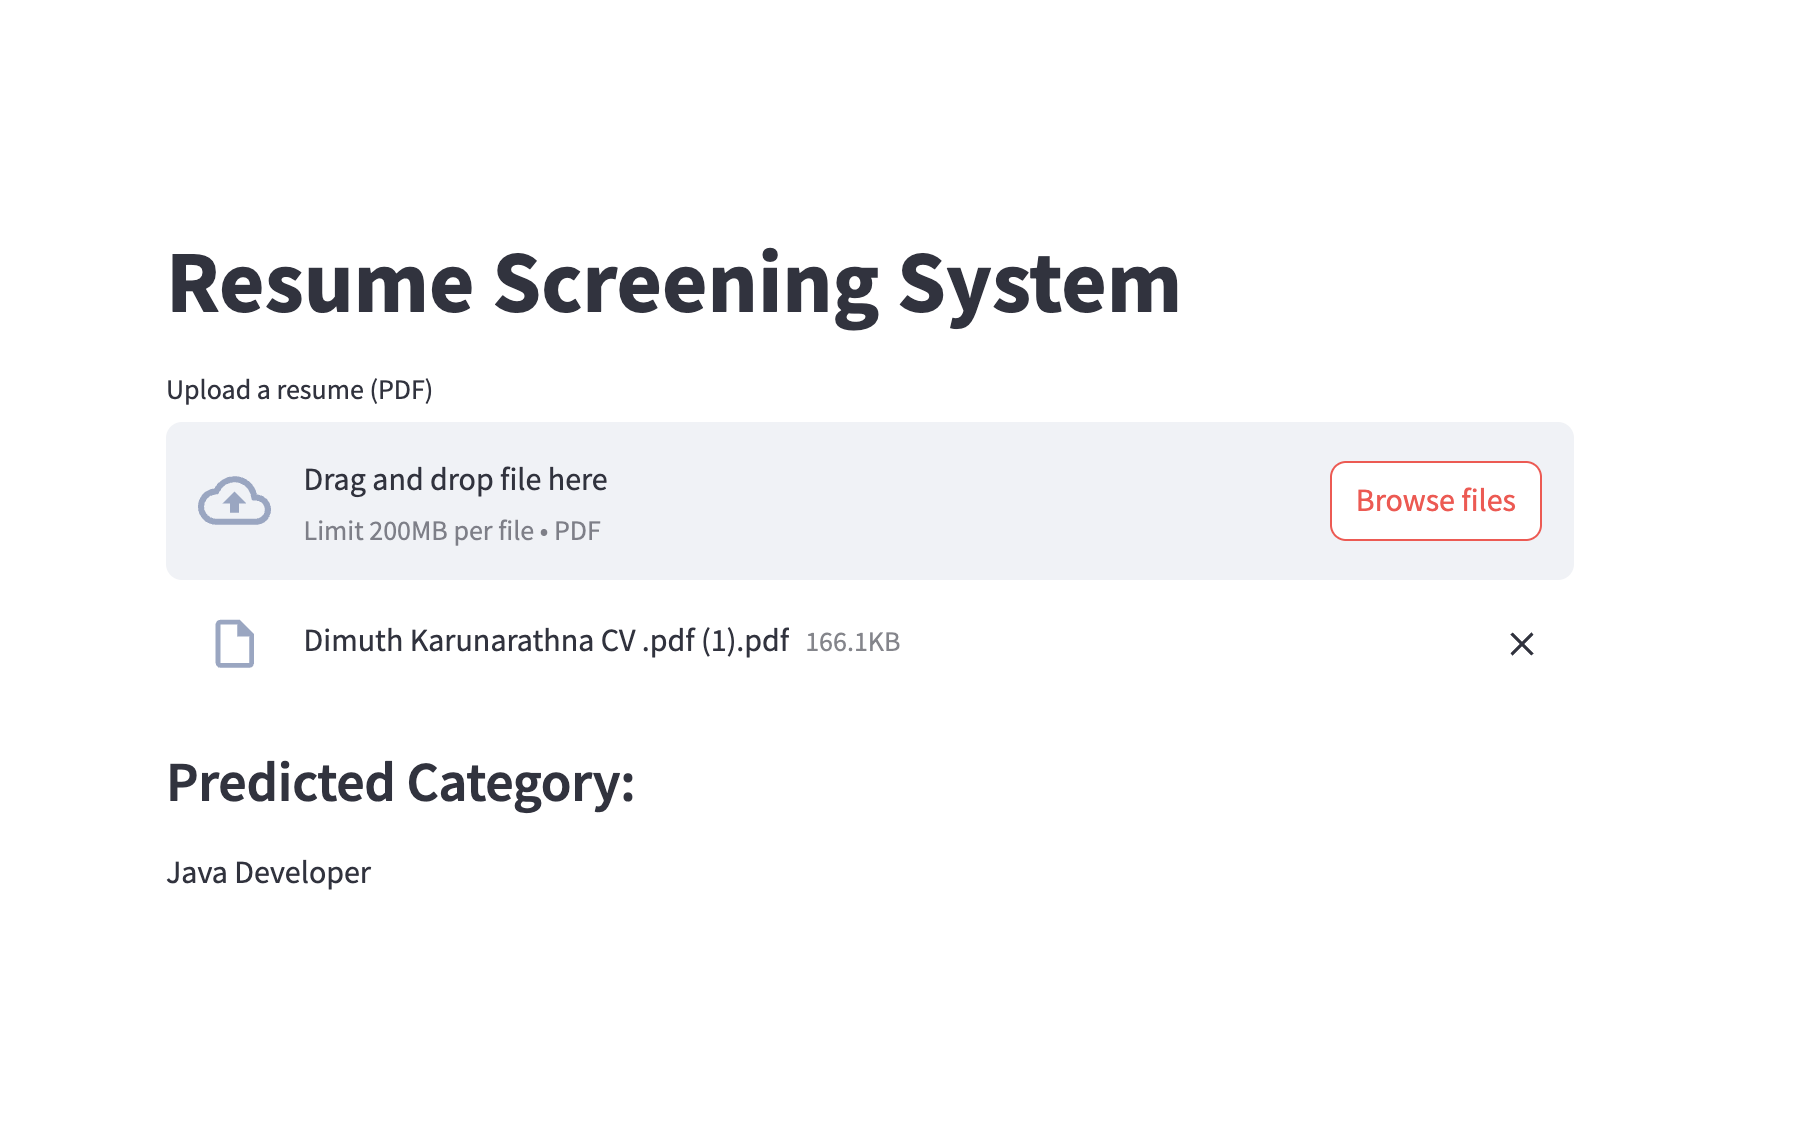 Resume Screening System
Upload a resume (PDF)
Drag and drop file here
Limit 200MB per file • PDF
Browse files
Dimuth Karunarathna CV .pdf (1).pdf 166.1KB
Predicted Category:
Java Developer